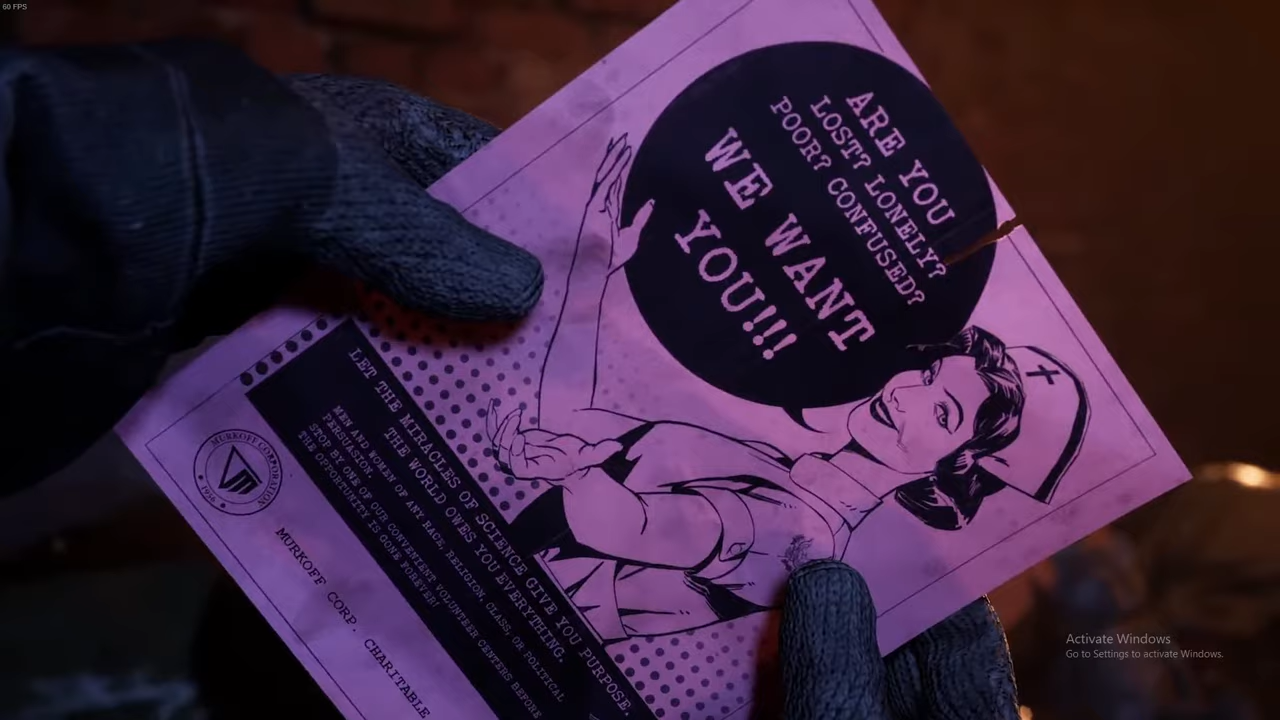 60 FPS
ARE YOU
LOST? LONELY?
POOR? CONFUSED?
WE WANT
YOU!!!
LET THE MIRACLES OF SCIENCE GIVE YOU PURPOSE.
THE WORLD OWES YOU EVERYTHING.
MEN AND WOMEN OF ANY RACE, RELIGION, CLASS, OR POLITICAL
PERSUASION.
STOP BY ONE OF OUR CONVENIENT VOLUNTEER CENTERS BEFORE
THE OPPORTUNITY IS GONE FOREVER!
MURKOFF CORPORATION
1956
MURKOFF CORP. CHARITABLE
Activate Windows
Go to Settings to activate Windows.